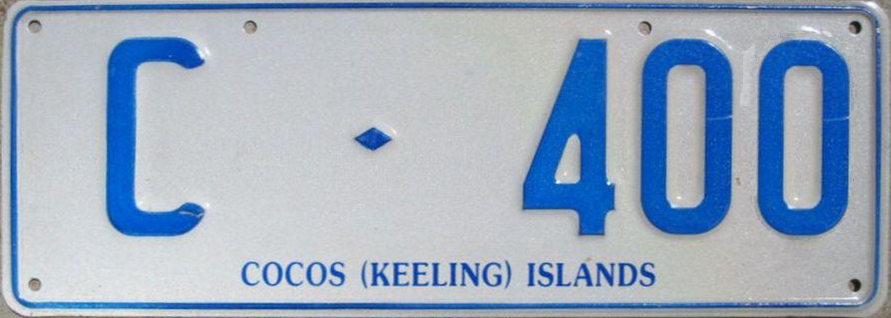 C 400
COCOS (KEELING) ISLANDS